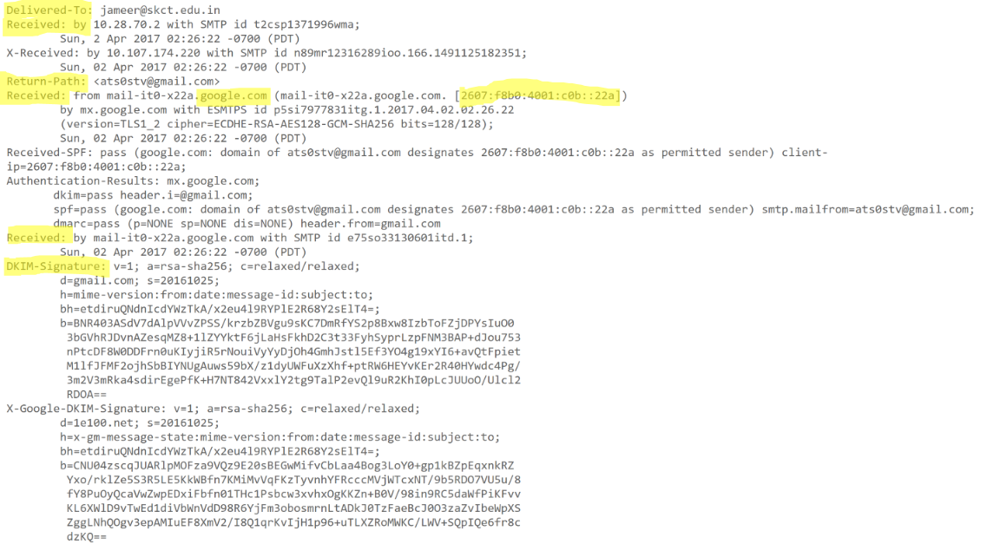 Delivered-To: jameer@skct.edu.in
Received: by 10.28.70.2 with SMTP id t2csp1371996wma;
Sun, 2 Apr 2017 02:26:22 -0700 (PDT)
X-Received: by 10.107.174.220 with SMTP id n89mr12316289ioo.166.1491125182351;
Sun, 02 Apr 2017 02:26:22 -0700 (PDT)
Return-Path: <ats0stv@gmail.com>
Received: from mail-it0-x22a.google.com (mail-it0-x22a.google.com. [2607:f8b0:4001:c0b::22a])
by mx.google.com with ESMTPS id p5si7977831itg.1.2017.04.02.02.26.22
(version=TLS1_2 cipher=ECDHE-RSA-AES128-GCM-SHA256 bits=128/128);
Sun, 02 Apr 2017 02:26:22 -0700 (PDT)
Received-SPF: pass (google.com: domain of ats0stv@gmail.com designates 2607:f8b0:4001:c0b::22a as permitted sender) client-
ip=2607:f8b0:4001:c0b::22a;
Authentication-Results: mx.google.com;
dkim=pass header.i=@gmail.com;
spf=pass (google.com: domain of ats0stv@gmail.com designates 2607:f8b0:4001:c0b::22a as permitted sender) smtp.mailfrom=ats0stv@gmail.com;
dmarc=pass (p=NONE sp=NONE dis=NONE) header.from=gmail.com
Received: by mail-it0-x22a.google.com with SMTP id e75so33130601itd.1;
Sun, 02 Apr 2017 02:26:22 -0700 (PDT)
DKIM-Signature: v=1; a=rsa-sha256; c=relaxed/relaxed;
d=gmail.com; s=20161025;
h=mime-version:from:date:message-id:subject:to;
bh=etdiruQNdnIcdYWzTkA/x2eu4l9RYPlE2R68Y2sElT4=;
b=BNR403ASdV7dAlpVVvZPSS/krzbZBVgu9sKC7DmRfYS2p8Bxw8IzbToFZjDPYsIuO0
3bGVhRJDvnAZesqMZ8+1lZYYktF6jLaHsFkhD2C3t33FyhSyprLzpFNM3BAP+dJou753
nPtcDF8W0DDFrn0uKIyjiR5rNouiVyYyDjOh4GmhJstl5Ef3YO4g19xYI6+avQtFpiet
M1lfJFMF2ojhSbBIYNUgAuws59bX/z1dyUWFuXzXhf+ptRW6HEYvKEr2R40HYwdc4Pg/
3m2V3mRka4sdirEgePfK+H7NT842VxxlY2tg9TalP2evQl9uR2KhI0pLcJUUoO/Ulcl2
RDOA==
X-Google-DKIM-Signature: v=1; a=rsa-sha256; c=relaxed/relaxed;
d=1e100.net; s=20161025;
h=x-gm-message-state:mime-version:from:date:message-id:subject:to;
bh=etdiruQNdnIcdYWzTkA/x2eu4l9RYPlE2R68Y2sElT4=;
b=CNU04zscqJUARlpMOFza9VQz9E20sBEGwMifvCbLaa4Bog3LoY0+gp1kBZpEqxnkRZ
Yxo/rklZe5S3R5LE5KkWBfn7KMiMvVqFKzTyvnhYFRcccMVjWTcxNT/9b5RDO7VU5u/8
fY8PuOyQcaVwZwpEDxiFbfn01THc1Psbcw3xvhxOgKKZn+B0V/98in9RC5daWfPiKFvv
KL6XWlD9vTwEd1diVbWnVdD98R6YjFm3obosmrnLtADkJ0TzFaeBcJ0O3zaZvIbeWpXS
ZggLNhQOgv3epAMIuEF8XmV2/I8Q1qrKvIjH1p96+uTLXZRoMWKC/LWV+SQpIQe6fr8c
dzKQ==